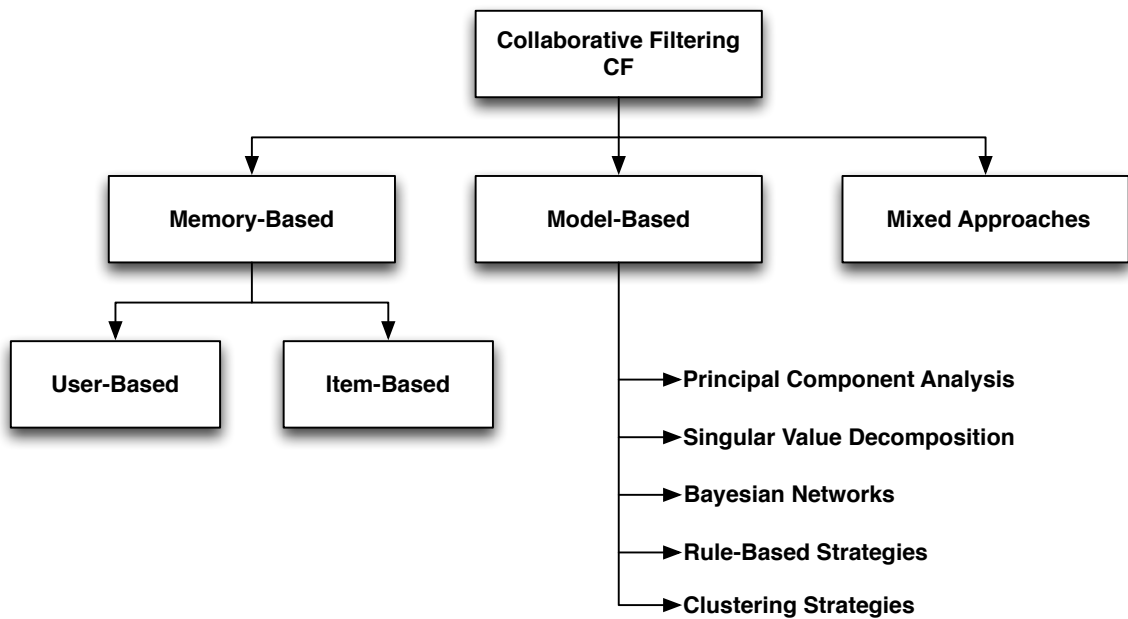 Collaborative Filtering
CF
Memory-Based
Model-Based
Mixed Approaches
User-Based
Item-Based
Principal Component Analysis
Singular Value Decomposition
Bayesian Networks
Rule-Based Strategies
Clustering Strategies